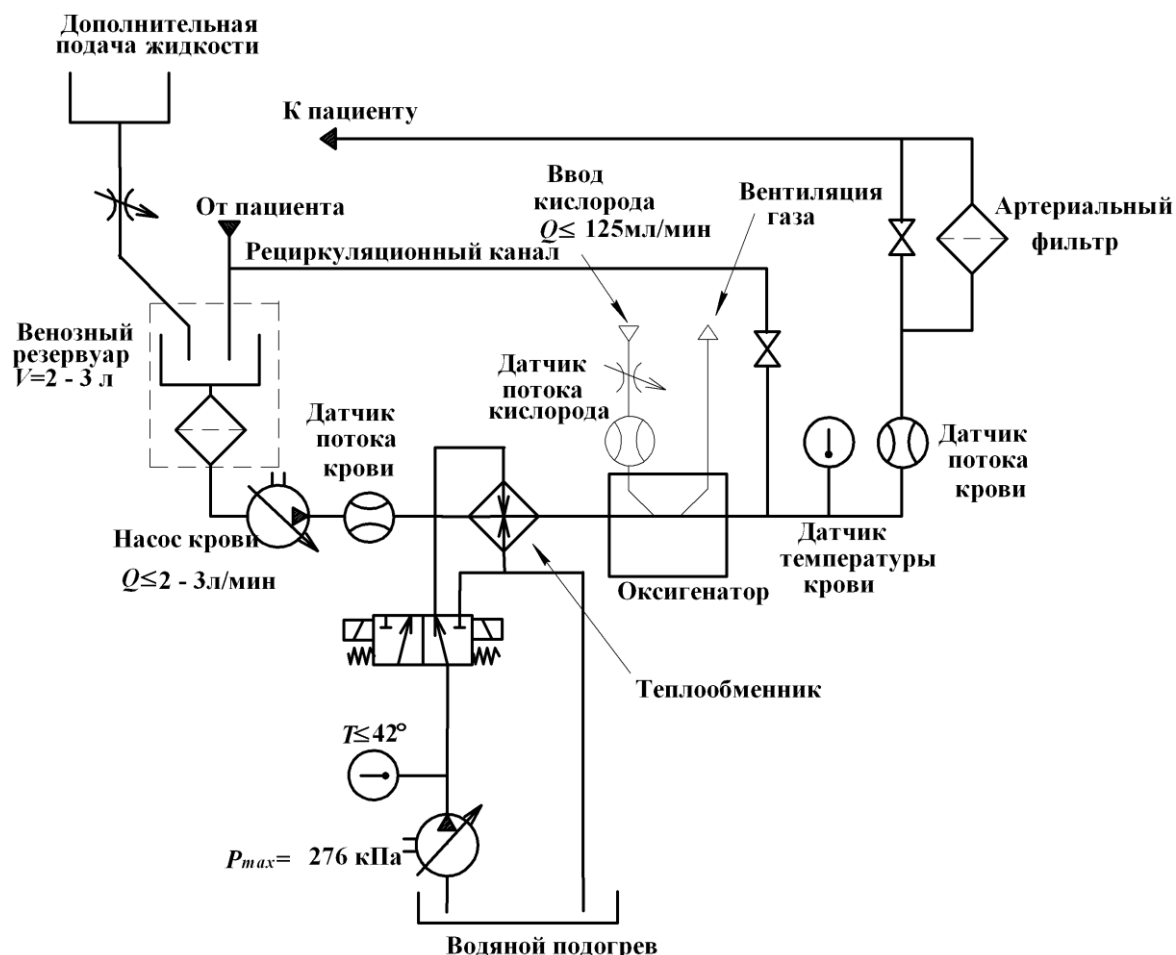 Дополнительная
подача жидкости
К пациенту
От пациента
Рециркуляционный канал
Ввод
кислорода
Q≤ 125мл/мин
Вентиляция
газа
Артериальный
фильтр
Венозный
резервуар
V=2 - 3 л
Датчик
потока
крови
Датчик
потока
кислорода
Датчик
потока
крови
Насос крови
Q≤2 - 3л/мин
Датчик
температуры
крови
Оксигенатор
Теплообменник
T≤42°
Pmax= 276 кПа
Водяной подогрев